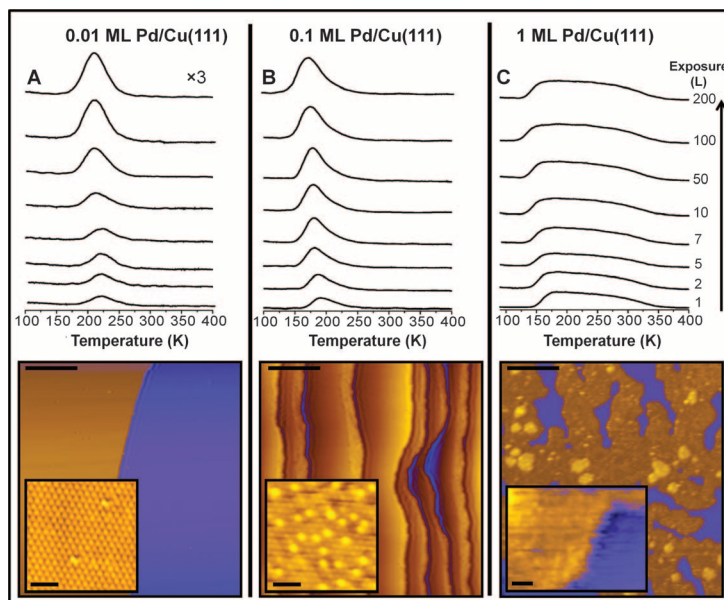 0.01 ML Pd/Cu(111)
0.1 ML Pd/Cu(111)
1 ML Pd/Cu(111)
A
×3
B
C
Exposure
(L)
200
100
50
10
7
5
2
1
100 150 200 250 300 350 400
Temperature (K)
100 150 200 250 300 350 400
Temperature (K)
100 150 200 250 300 350 400
Temperature (K)